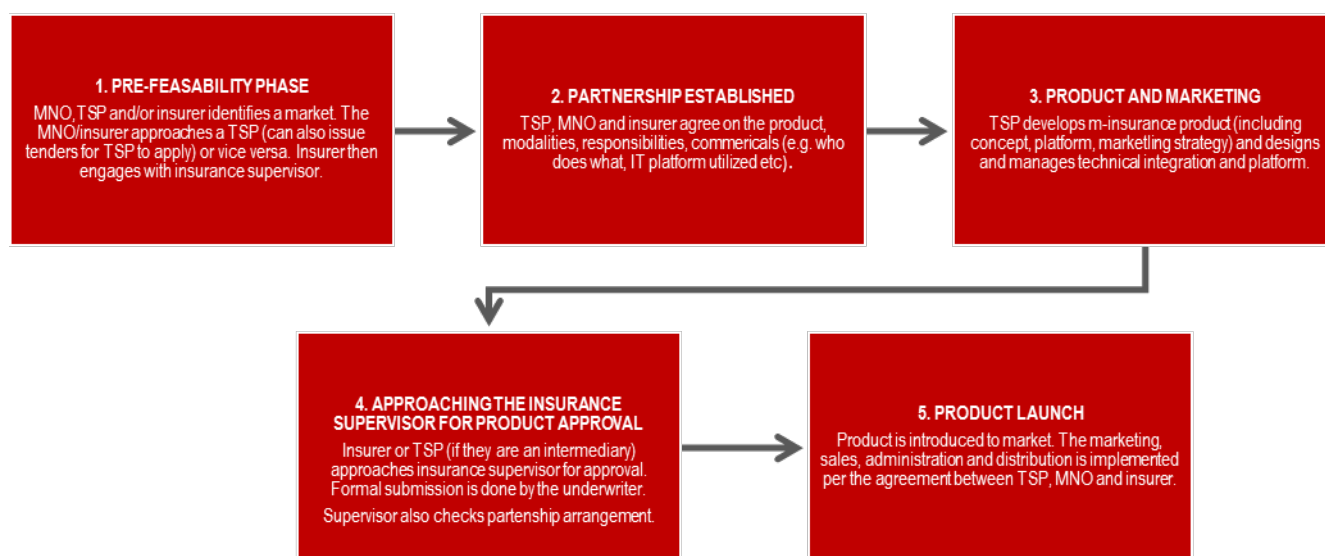 1. PRE-FEASABILITY PHASE
MNO, TSP and/or insurer identifies a market. The
MNO/insurer approaches a TSP (can also issue
tenders for TSP to apply) or vice versa. Insurer then
engages with insurance supervisor.
2. PARTNERSHIP ESTABLISHED
TSP, MNO and insurer agree on the product,
modalities, responsibilities, commericals (e.g. who
does what, IT platform utilized etc).
3. PRODUCT AND MARKETING
TSP develops m-insurance product (including
concept, platform, marketling strategy) and designs
and manages technical integration and platform.
4. APPROACHING THE INSURANCE
SUPERVISOR FOR PRODUCT APPROVAL
Insurer or TSP (if they are an intermediary)
approaches insurance supervisor for approval.
Formal submission is done by the underwriter.
Supervisor also checks partenship arrangement.
5. PRODUCT LAUNCH
Product is introduced to market. The marketing,
sales, administration and distribution is implemented
per the agreement between TSP, MNO and insurer.